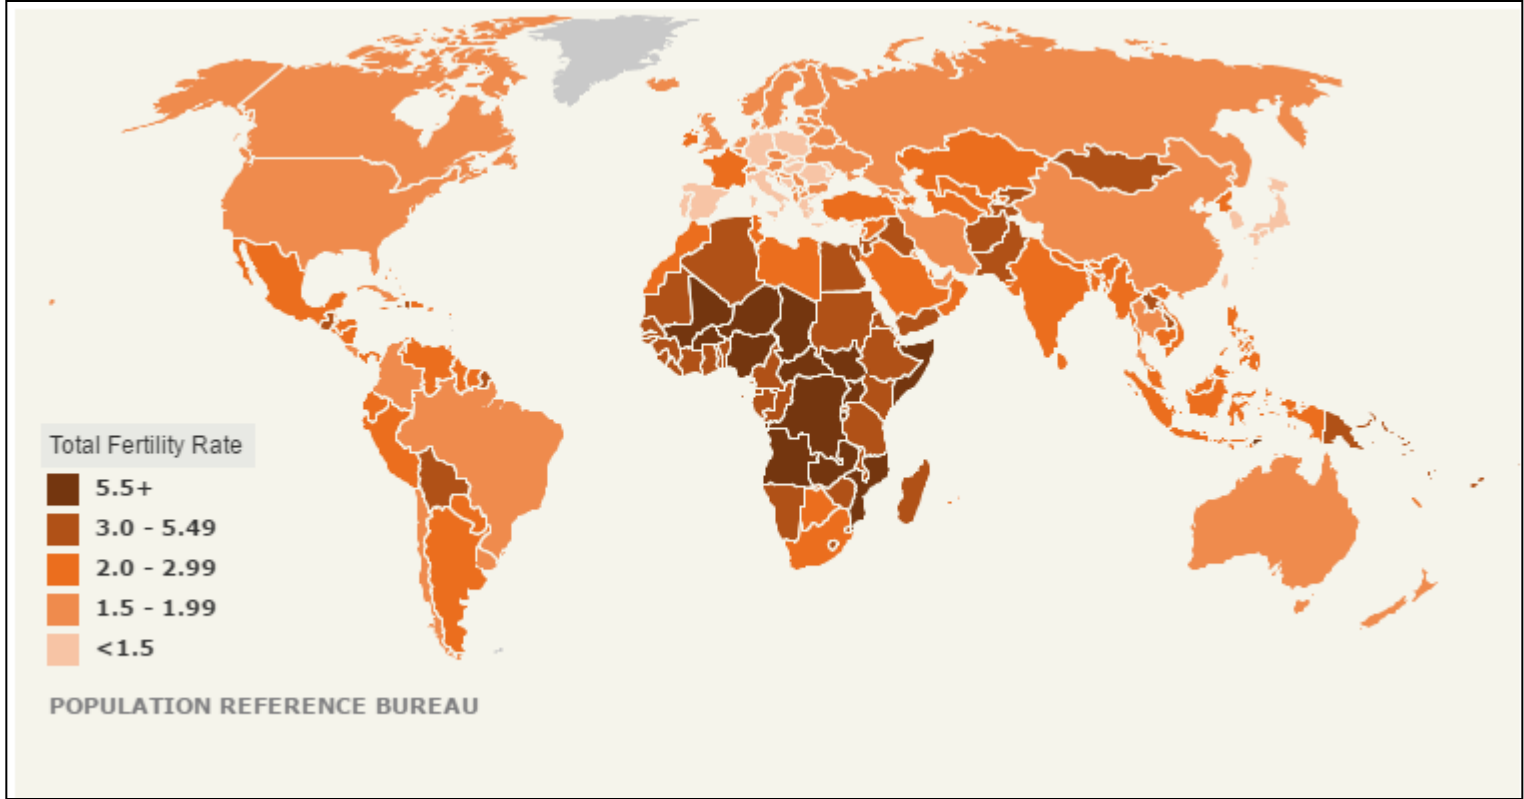 Total Fertility Rate
5.5+
3.0 - 5.49
2.0 - 2.99
1.5 - 1.99
<1.5
POPULATION REFERENCE BUREAU